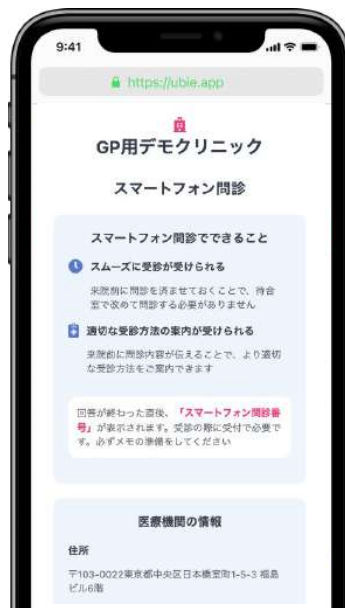 9:41
https://ubie.app
GP用デモクリニック
スマートフォン問診
スマートフォン問診でできること
スムーズに受診が受けられる
来院前に問診を済ませておくことで、待合
室で改めて問診する必要がありません
適切な受診方法の案内が受けられる
来院前に問診内容が伝えることで、より適切
な受診方法をご案内できます
回答が終わった直後、「スマートフォン問診番
号」が表示されます。受診の際に受付で必要で
す。必ずメモの準備をしてください
医療機関の情報
住所
〒103-0022東京都中央区日本橋室町1-5-3 福島
ビル6階